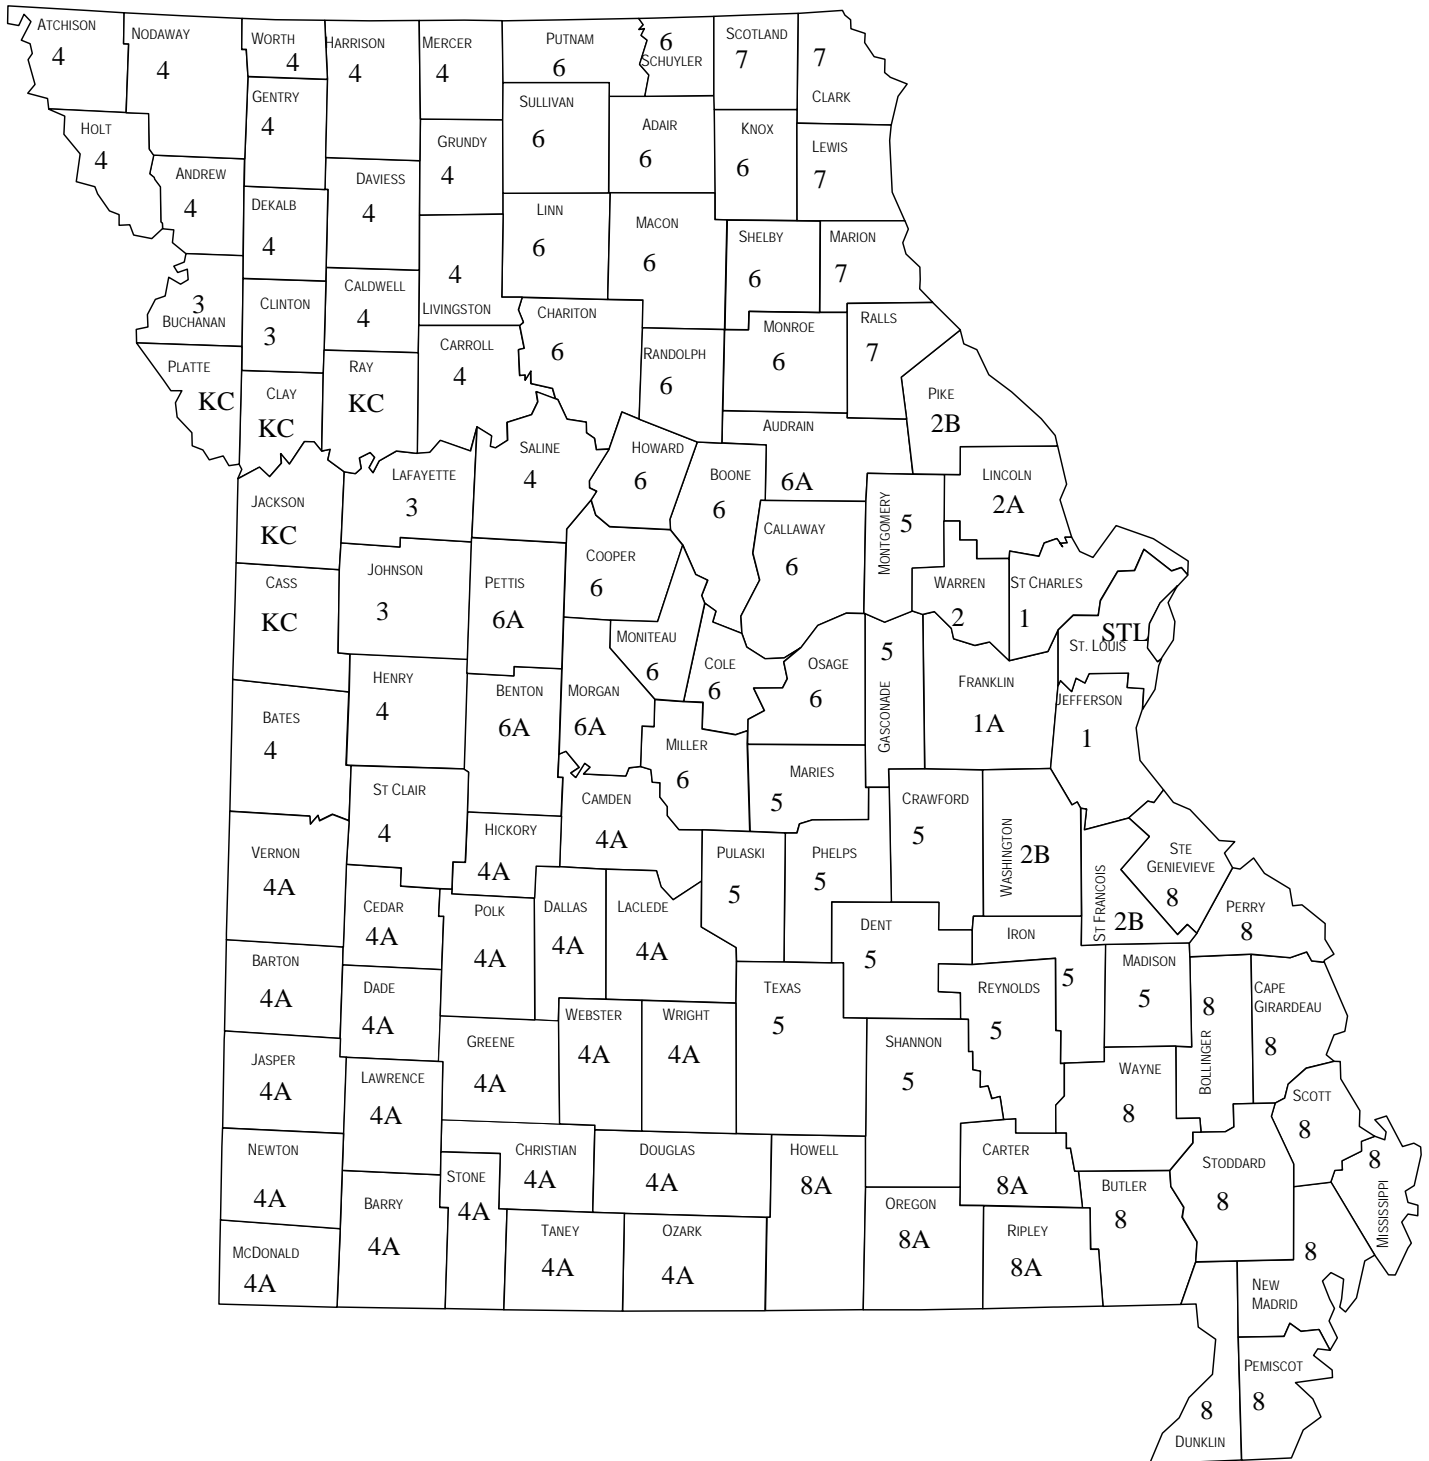 ATCHISON
4
NODAWAY
4
WORTH
4
HARRISON
4
MERCER
4
PUTNAM
6
6
SCHUYLER
SCOTLAND
7
7
CLARK
HOLT
4
GENTRY
4
GRUNDY
4
SULLIVAN
6
ADAIR
6
KNOX
6
LEWIS
7
ANDREW
4
DEKALB
4
DAVIESS
4
LINN
6
MACON
6
SHELBY
6
MARION
7
3
BUCHANAN
CLINTON
3
CALDWELL
4
4
LIVINGSTON
CHARITON
6
MONROE
6
RALLS
7
PLATTE
KC
CLAY
KC
RAY
KC
CARROLL
4
RANDOLPH
6
PIKE
2B
AUDRAIN
6A
JACKSON
KC
LAFAYETTE
3
SALINE
4
HOWARD
6
BOONE
6
CALLAWAY
6
MONTGOMERY
5
LINCOLN
2A
CASS
KC
JOHNSON
3
PETTIS
6A
COOPER
6
MONITEAU
6
COLE
6
OSAGE
6
5
GASCONADE
WARREN
2
ST CHARLES
1
STL
ST. LOUIS
FRANKLIN
1A
JEFFERSON
1
BATES
4
HENRY
4
BENTON
6A
MORGAN
6A
MILLER
6
MARIES
5
CRAWFORD
5
WASHINGTON
2B
ST FRANCOIS
2B
STE
GENIEVIEVE
8
PERRY
8
VERNON
4A
ST CLAIR
4
HICKORY
4A
CAMDEN
4A
PULASKI
5
PHELPS
5
CEDAR
4A
POLK
4A
DALLAS
4A
LACLEDE
4A
DENT
5
IRON
5
MADISON
5
BARTON
4A
DADE
4A
TEXAS
5
REYNOLDS
5
8
BOLLINGER
CAPE
GIRARDEAU
8
JASPER
4A
LAWRENCE
4A
GREENE
4A
WEBSTER
4A
WRIGHT
4A
SHANNON
5
WAYNE
8
SCOTT
8
NEWTON
4A
BARRY
4A
STONE
4A
CHRISTIAN
4A
DOUGLAS
4A
HOWELL
8A
CARTER
8A
BUTLER
8
STODDARD
8
8
MISSISSIPPI
MCDONALD
4A
TANEY
4A
OZARK
4A
OREGON
8A
RIPLEY
8A
8
NEW
MADRID
8
DUNKLIN
PEMISCOT
8